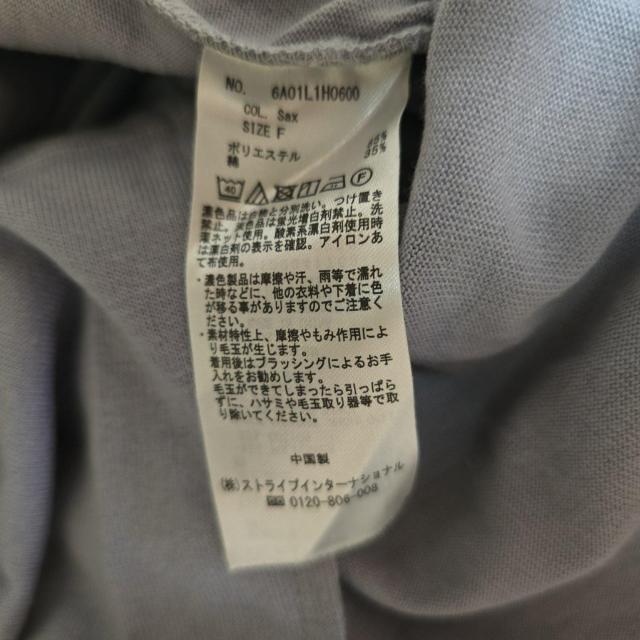 NO. 6A01L1H0600
COL. Sax
SIZE F
ポリエステル 65%
綿 35%
40
濃色品は他物と分別洗い。つけ置き
禁止。淡色品は蛍光増白剤禁止。洗
濯ネット使用。酸素系漂白剤使用時
は漂白剤の表示を確認。アイロンあ
て布使用。
・濃色製品は摩擦や汗、雨等で濡れ
た時などに、他の衣料や下着に色
が移る事がありますのでご注意く
ださい。
・素材特性上、摩擦やもみ作用によ
り毛玉が生じます。
着用後はブラッシングによるお手
入れをお勧めします。
毛玉ができてしまったら引っぱら
ずに、ハサミや毛玉取り器等で取
り除いてください。
中国製
(株)ストライプインターナショナル
0120-806-008